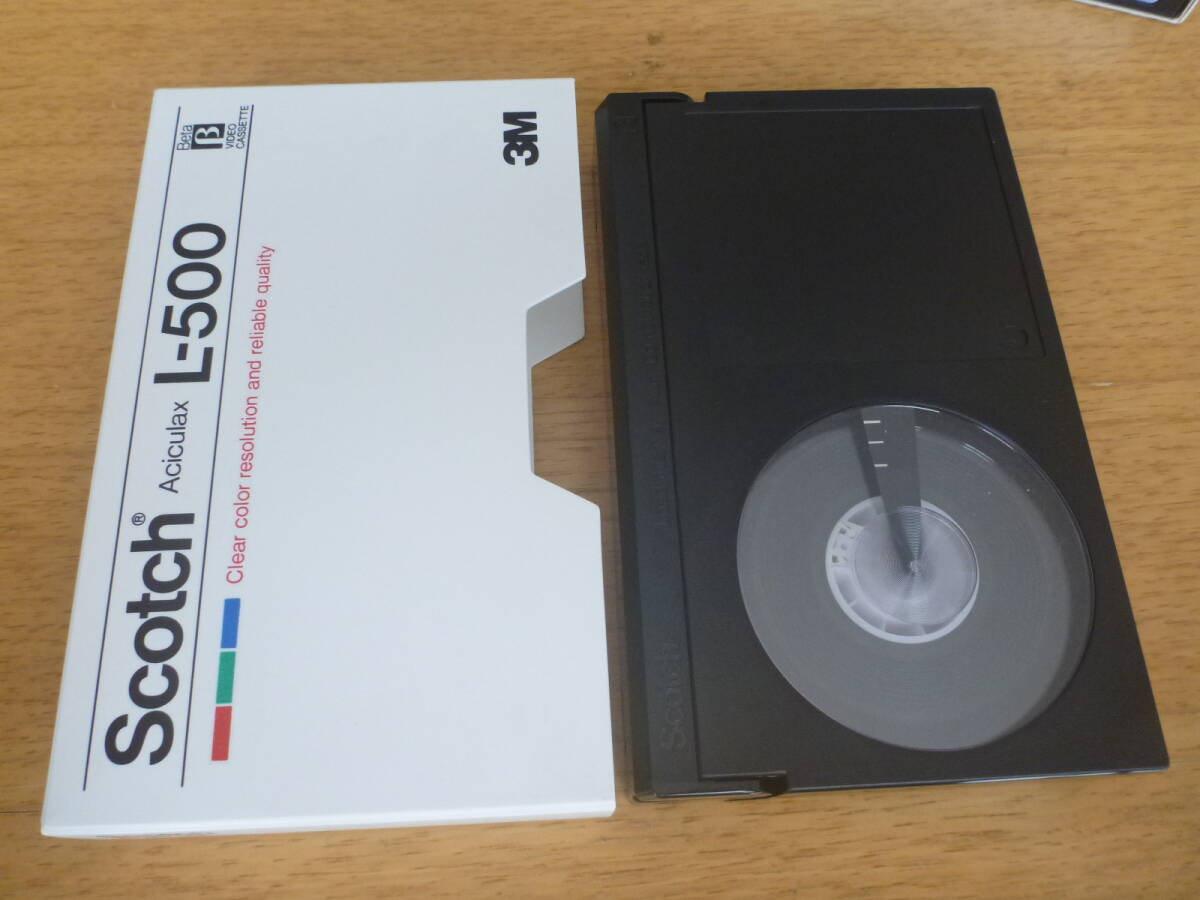 Scotch® Aciculax L-500
Beta
β
VIDEO
CASSETTE
Clear color resolution and reliable quality
3M
Scotch